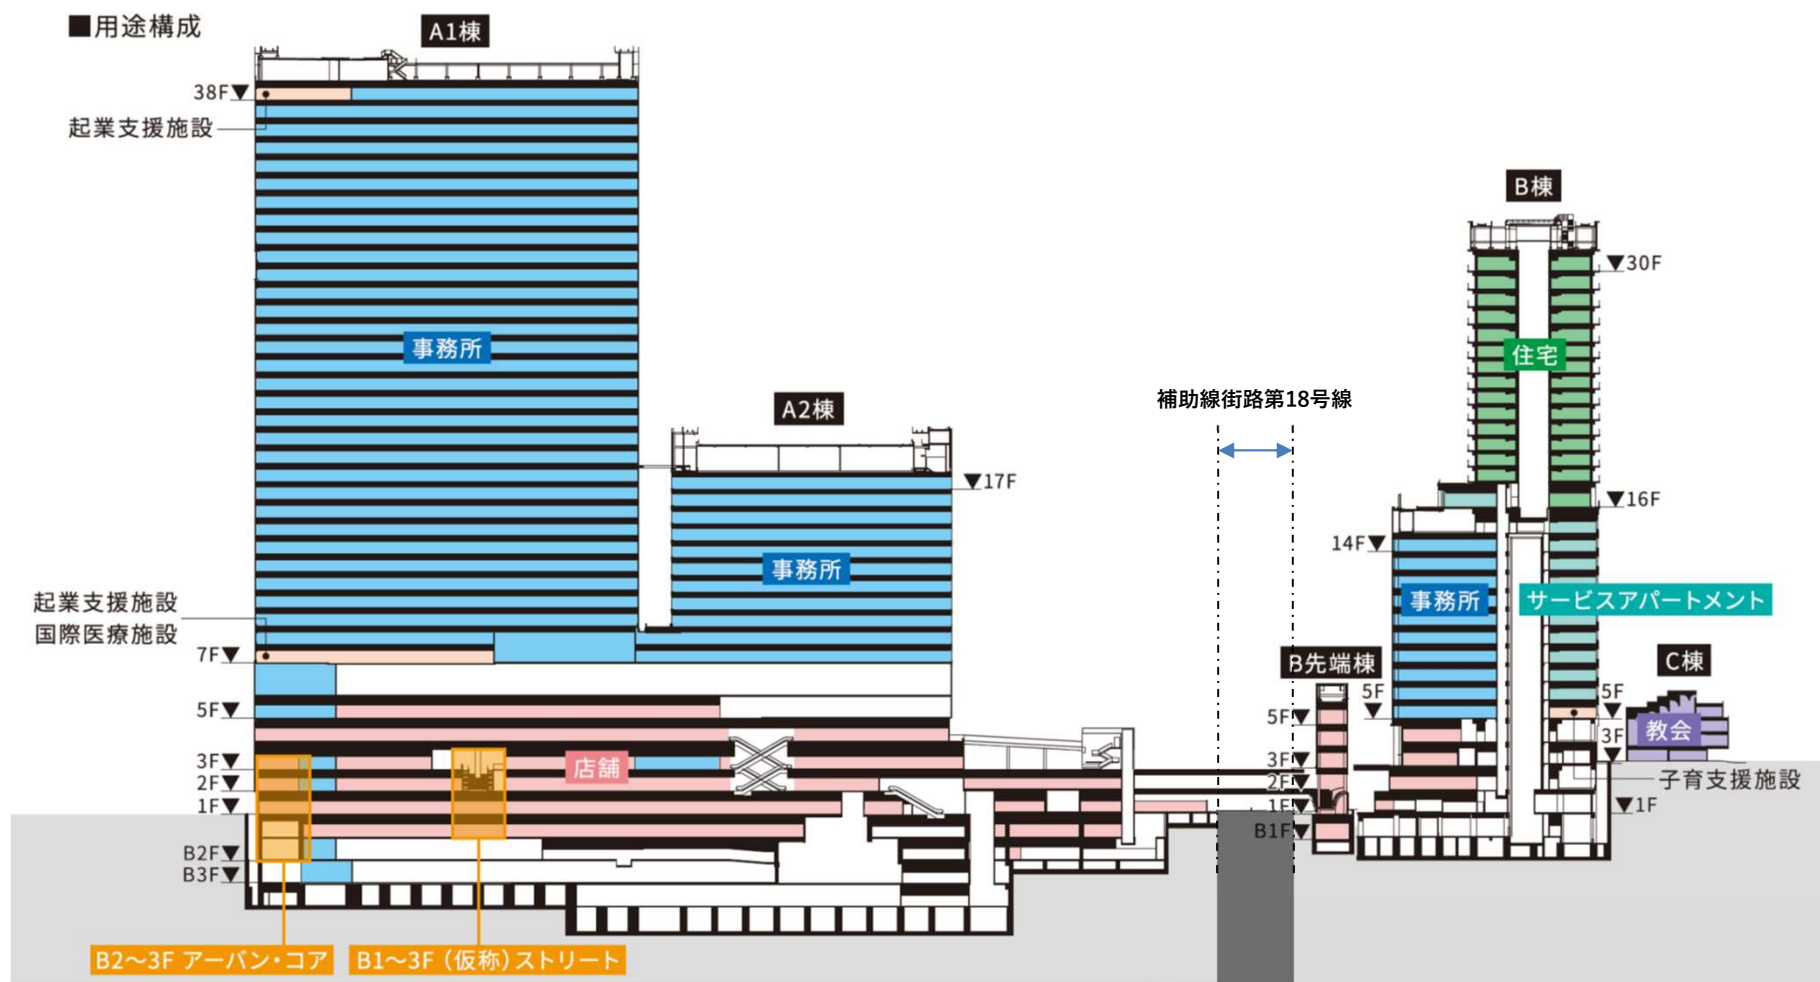 ■用途構成
A1棟
38F▼
起業支援施設
事務所
A2棟
▼17F
事務所
補助線街路第18号線
B棟
▼30F
住宅
▼16F
14F▼
事務所
サービスアパートメント
起業支援施設
国際医療施設
7F▼
5F▼
3F▼
2F▼
1F▼
B2F▼
B3F▼
店舗
B先端棟
5F▼
3F▼
2F▼
1F▼
B1F▼
5F
▼
C棟
5F
▼
3F
▼
教会
子育支援施設
▼1F
B2～3F アーバン・コア
B1～3F（仮称）ストリート